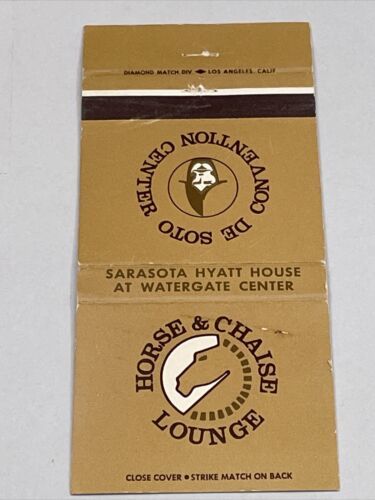 DIAMOND MATCH DIV LOS ANGELES, CALIF
DE SOTO CONVENTION CENTER
SARASOTA HYATT HOUSE
AT WATERGATE CENTER
HORSE & CHAISE
LOUNGE
CLOSE COVER • STRIKE MATCH ON BACK